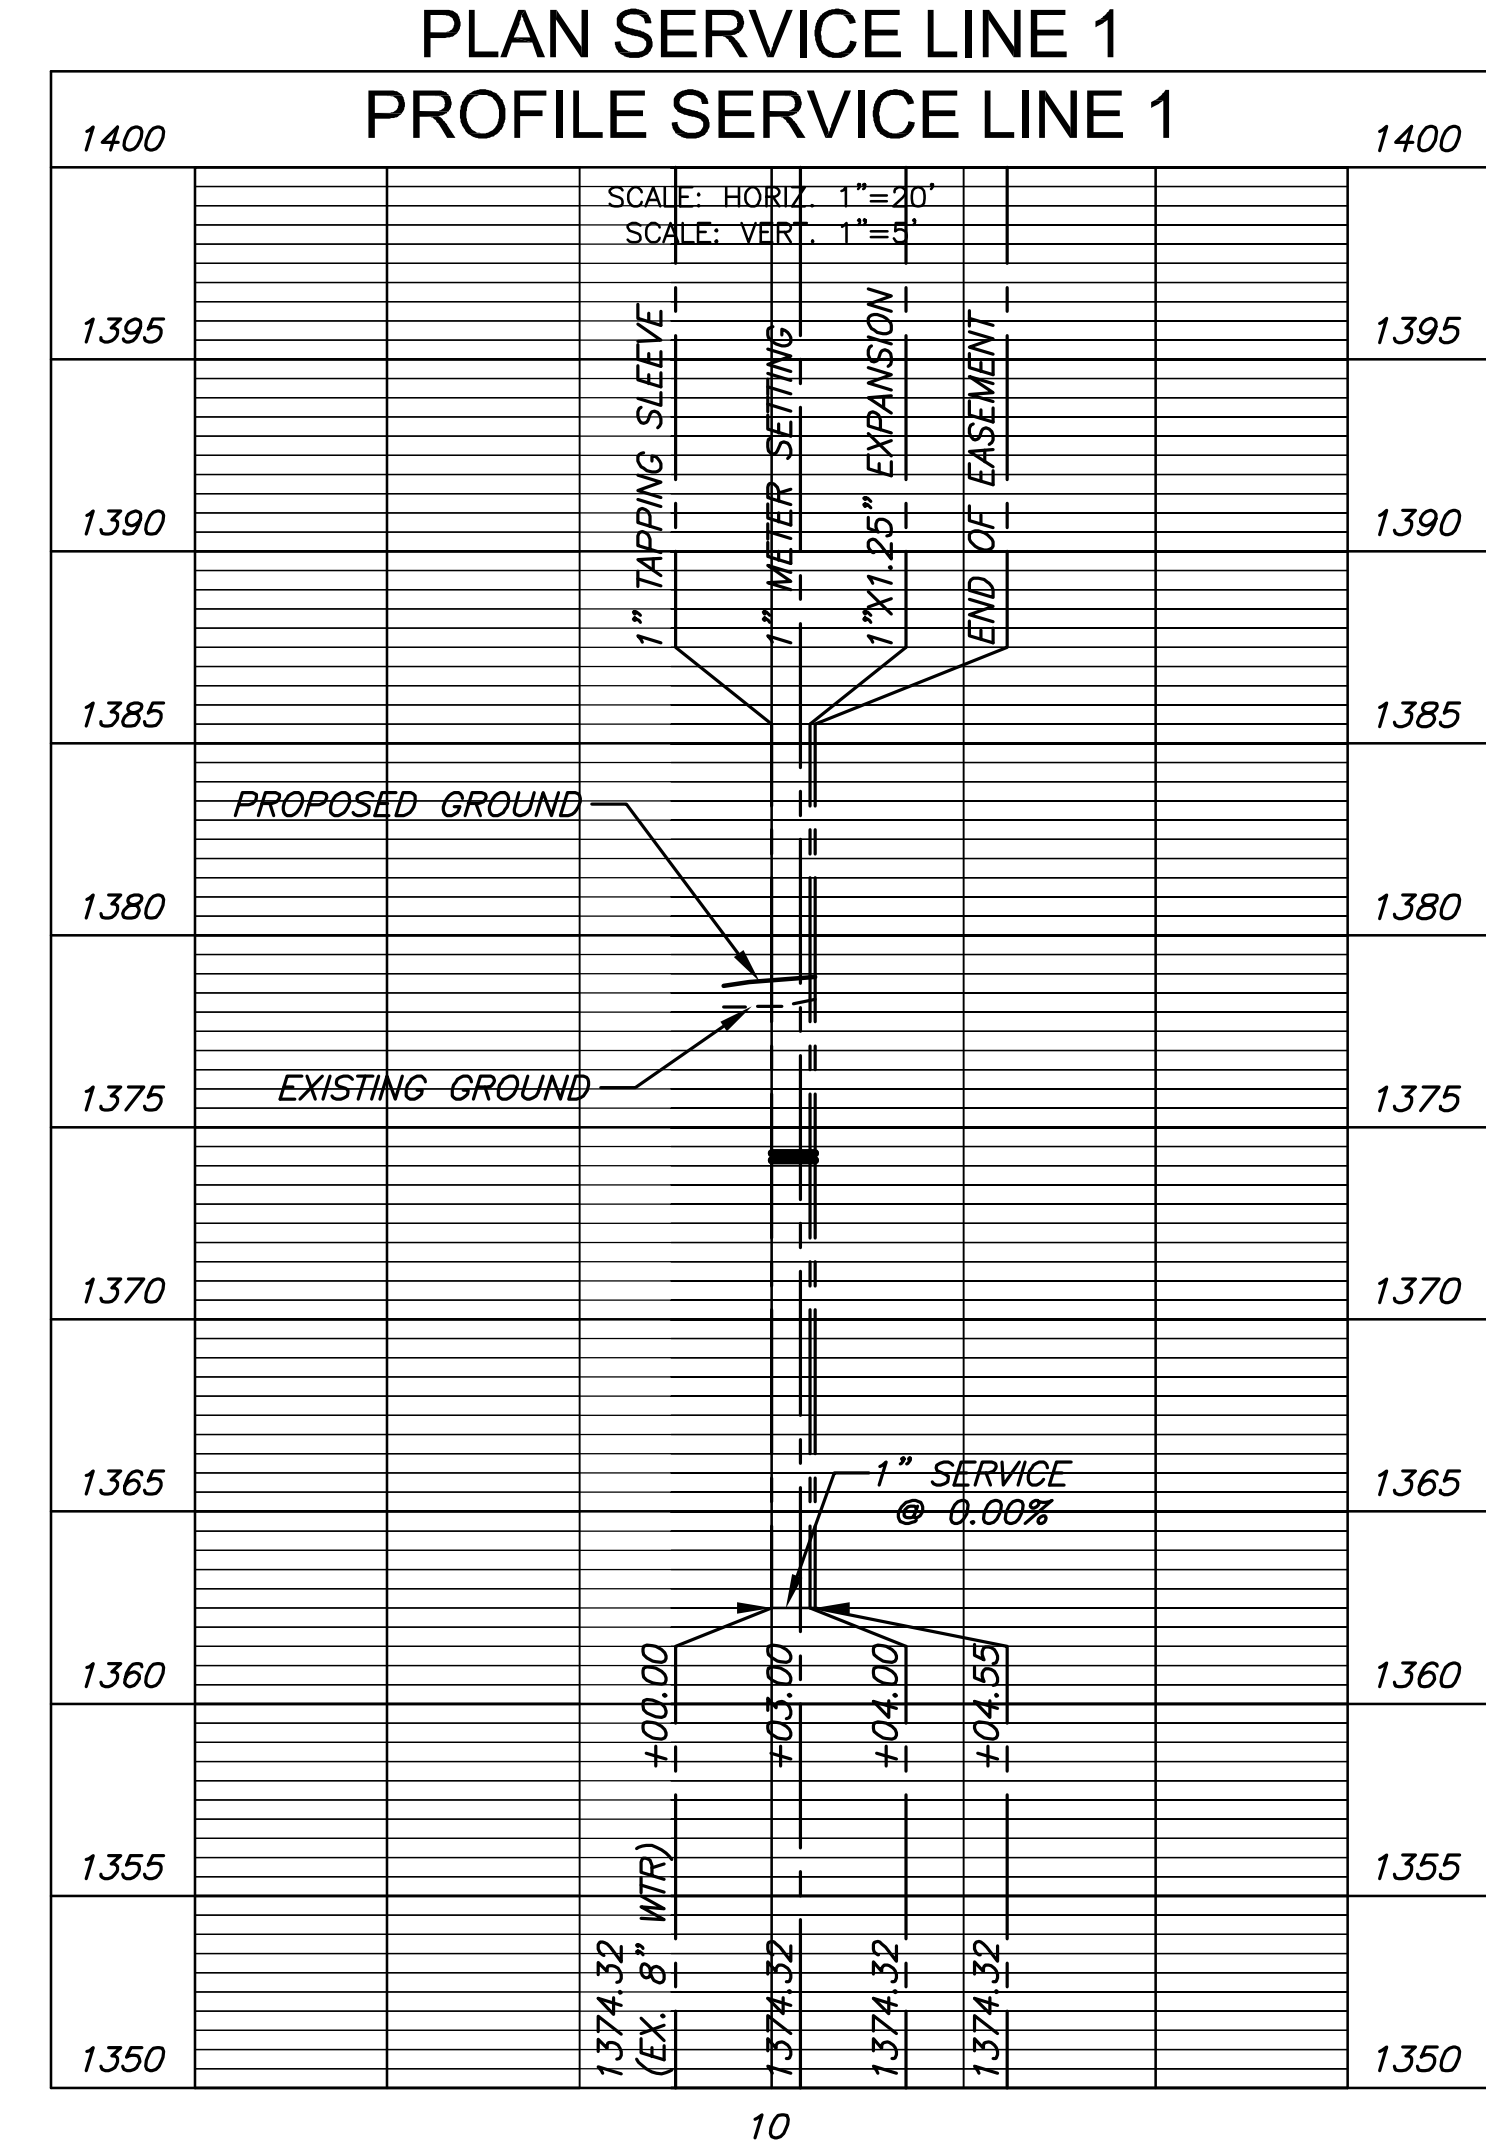 PLAN SERVICE LINE 1
PROFILE SERVICE LINE 1
1400
1400
SCALE: HORIZ. 1"=20'
SCALE: VERT. 1"=5'
1395
1395
1" TAPPING SLEEVE
1" METER SETTING
1"X1.25" EXPANSION
END OF EASEMENT
1390
1390
1385
1385
PROPOSED GROUND
1380
1380
EXISTING GROUND
1375
1375
1370
1370
1365
1365
1" SERVICE
@ 0.00%
1360
1360
+00.00
+03.00
+04.00
+04.55
1355
1355
1374.32
(EX. 8" WTR)
1374.32
1374.32
1374.32
1350
1350
10